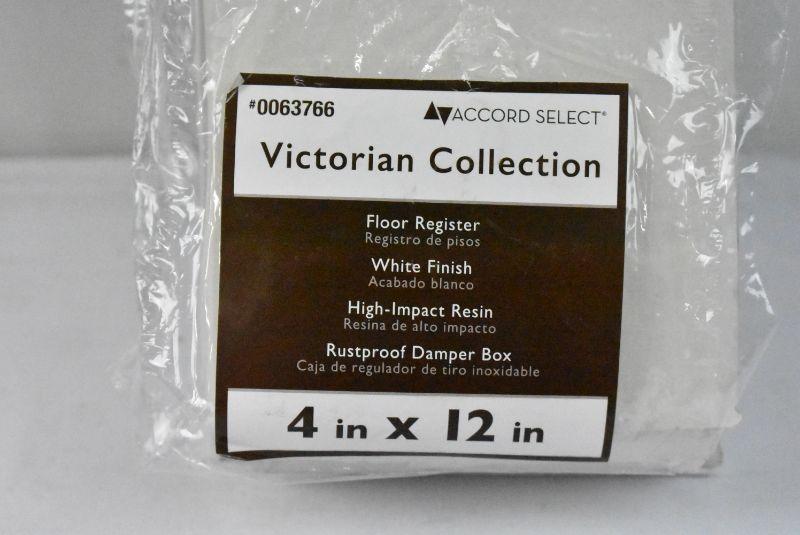 #0063766
ACCORD SELECT®
Victorian Collection
Floor Register
Registro de pisos
White Finish
Acabado blanco
High-Impact Resin
Resina de alto impacto
Rustproof Damper Box
Caja de regulador de tiro inoxidable
4 in x 12 in